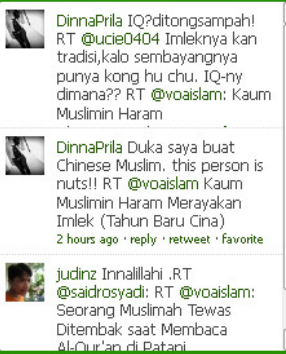 DinnaPrila IQ?ditongsampah!
RT @ucie0404 Imleknya kan
tradisi,kalo sembayangnya
punya kong hu chu. IQ-ny
dimana?? RT @voaislam: Kaum
Muslimin Haram
DinnaPrila Duka saya buat
Chinese Muslim. this person is
nuts!! RT @voaislam Kaum
Muslimin Haram Merayakan
Imlek (Tahun Baru Cina)
2 hours ago · reply · retweet · favorite
judinz Innalillahi .RT
@saidrosyadi: RT @voaislam:
Seorang Muslimah Tewas
Ditembak saat Membaca
Al-Qur'an di Patani